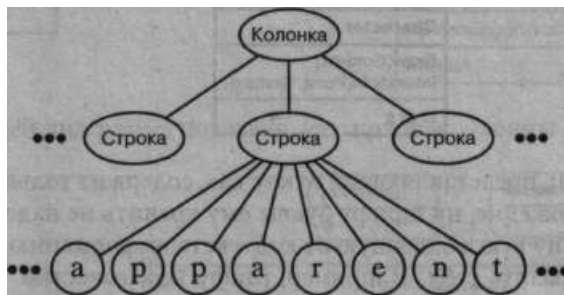 Колонка
••• Строка Строка Строка •••
••• a p p a r e n t •••